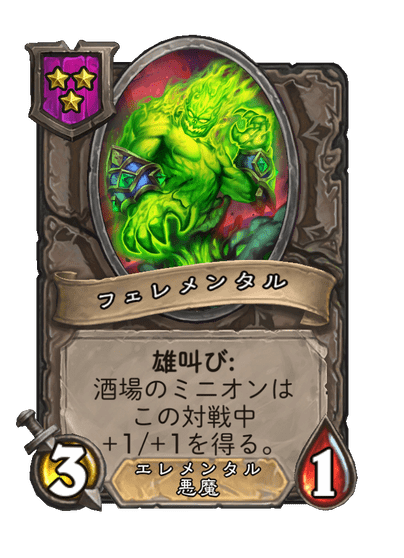 フェレメンタル
雄叫び:
酒場のミニオンは
この対戦中
+1/+1を得る。
エレメンタル
悪魔
3
1